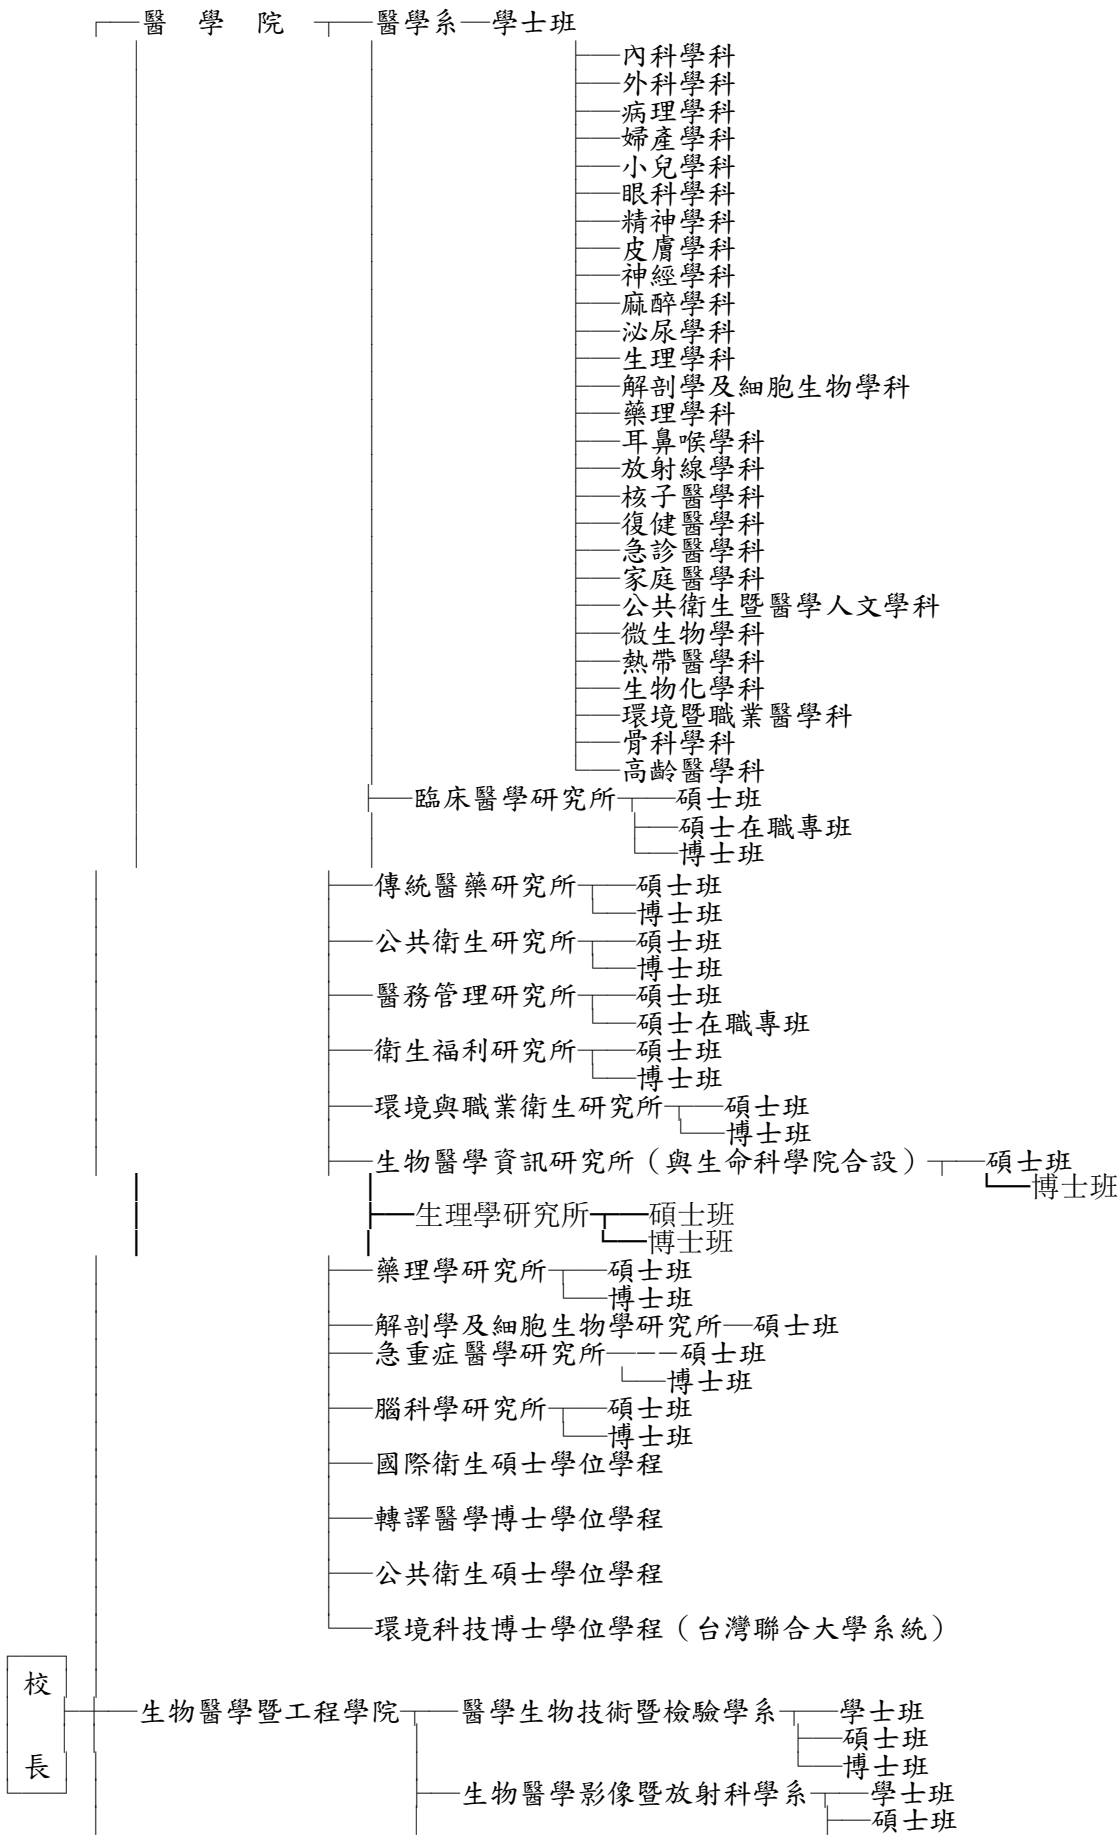 醫學院 醫學系 學士班
內科學科
外科學科
病理學科
婦產學科
小兒學科
眼科學科
精神學科
皮膚學科
神經學科
麻醉學科
泌尿學科
生理學科
解剖學及細胞生物學科
藥理學科
耳鼻喉學科
放射線學科
核子醫學科
復健醫學科
急診醫學科
家庭醫學科
公共衛生暨醫學人文學科
微生物學科
熱帶醫學科
生物化學科
環境暨職業醫學科
骨科學科
高齡醫學科
臨床醫學研究所 碩士班
碩士在職專班
博士班
傳統醫藥研究所 碩士班
博士班
公共衛生研究所 碩士班
博士班
醫務管理研究所 碩士班
碩士在職專班
衛生福利研究所 碩士班
博士班
環境與職業衛生研究所 碩士班
博士班
生物醫學資訊研究所（與生命科學院合設） 碩士班
博士班
生理學研究所 碩士班
博士班
藥理學研究所 碩士班
博士班
解剖學及細胞生物學研究所 碩士班
急重症醫學研究所 碩士班
博士班
腦科學研究所 碩士班
博士班
國際衛生碩士學位學程
轉譯醫學博士學位學程
公共衛生碩士學位學程
環境科技博士學位學程（台灣聯合大學系統）
校長
生物醫學暨工程學院 醫學生物技術暨檢驗學系 學士班
碩士班
博士班
生物醫學影像暨放射科學系 學士班
碩士班